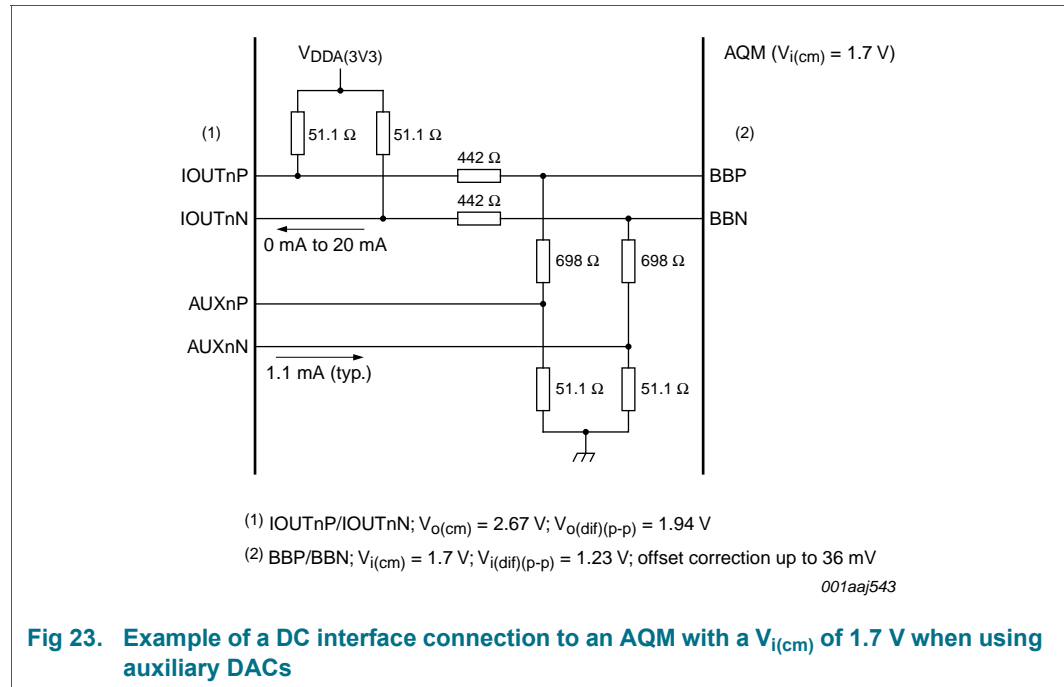 VDDA(3V3)
AQM (Vi(cm) = 1.7 V)
(1)
51.1 Ω
51.1 Ω
(2)
442 Ω
IOUTnP
BBP
442 Ω
IOUTnN
BBN
0 mA to 20 mA
698 Ω
698 Ω
AUXnP
AUXnN
1.1 mA (typ.)
51.1 Ω
51.1 Ω
(1) IOUTnP/IOUTnN; Vo(cm) = 2.67 V; Vo(dif)(p-p) = 1.94 V
(2) BBP/BBN; Vi(cm) = 1.7 V; Vi(dif)(p-p) = 1.23 V; offset correction up to 36 mV
001aaj543
Fig 23. Example of a DC interface connection to an AQM with a Vi(cm) of 1.7 V when using
auxiliary DACs